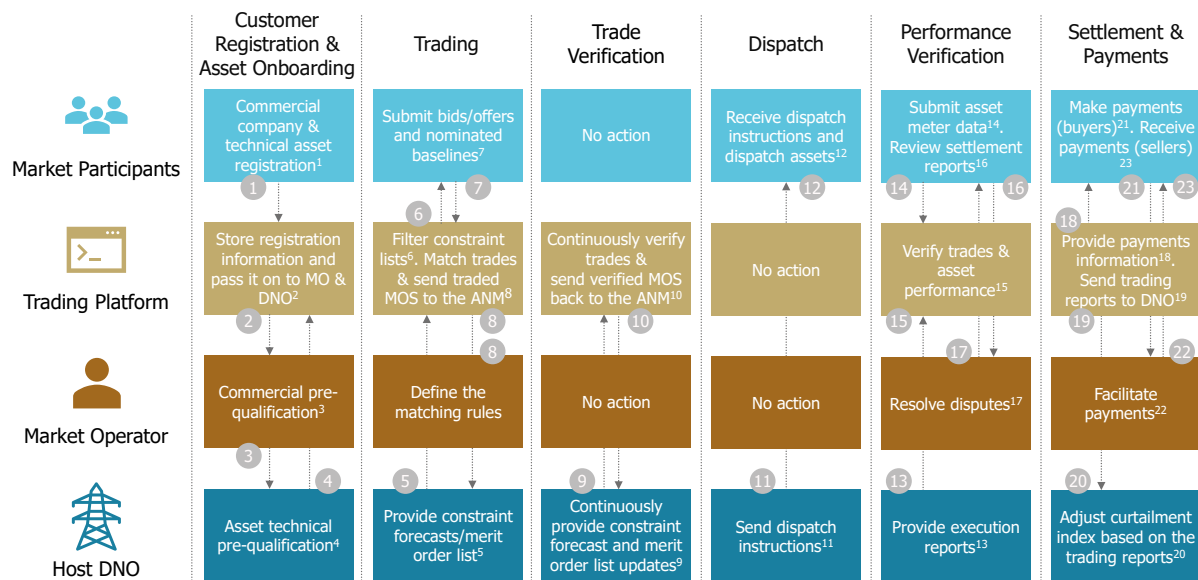 Customer
Registration &
Asset Onboarding
Trading
Trade
Verification
Dispatch
Performance
Verification
Settlement &
Payments
Market Participants
Commercial
company &
technical asset
registration¹
Submit bids/offers
and nominated
baselines⁷
No action
Receive dispatch
instructions and
dispatch assets¹²
Submit asset
meter data¹⁴.
Review settlement
reports¹⁶
Make payments
(buyers)²¹. Receive
payments (sellers)
²³
1
6
7
12
14
16
18
21
23
Trading Platform
Store registration
information and
pass it on to MO &
DNO²
Filter constraint
lists⁶. Match trades
& send traded
MOS to the ANM⁸
Continuously verify
trades & send verified MOS
back to the ANM¹⁰
No action
Verify trades &
asset
performance¹⁵
Provide payments
information¹⁸.
Send trading
reports to DNO¹⁹
2
8
8
10
15
17
19
22
Market Operator
Commercial pre-
qualification³
Define the
matching rules
No action
No action
Resolve disputes¹⁷
Facilitate
payments²²
3
4
5
9
11
13
20
Host DNO
Asset technical
pre-qualification⁴
Provide constraint
forecasts/merit
order list⁵
Continuously
provide constraint
forecast and merit
order list updates⁹
Send dispatch
instructions¹¹
Provide execution
reports¹³
Adjust curtailment
index based on the
trading reports²⁰